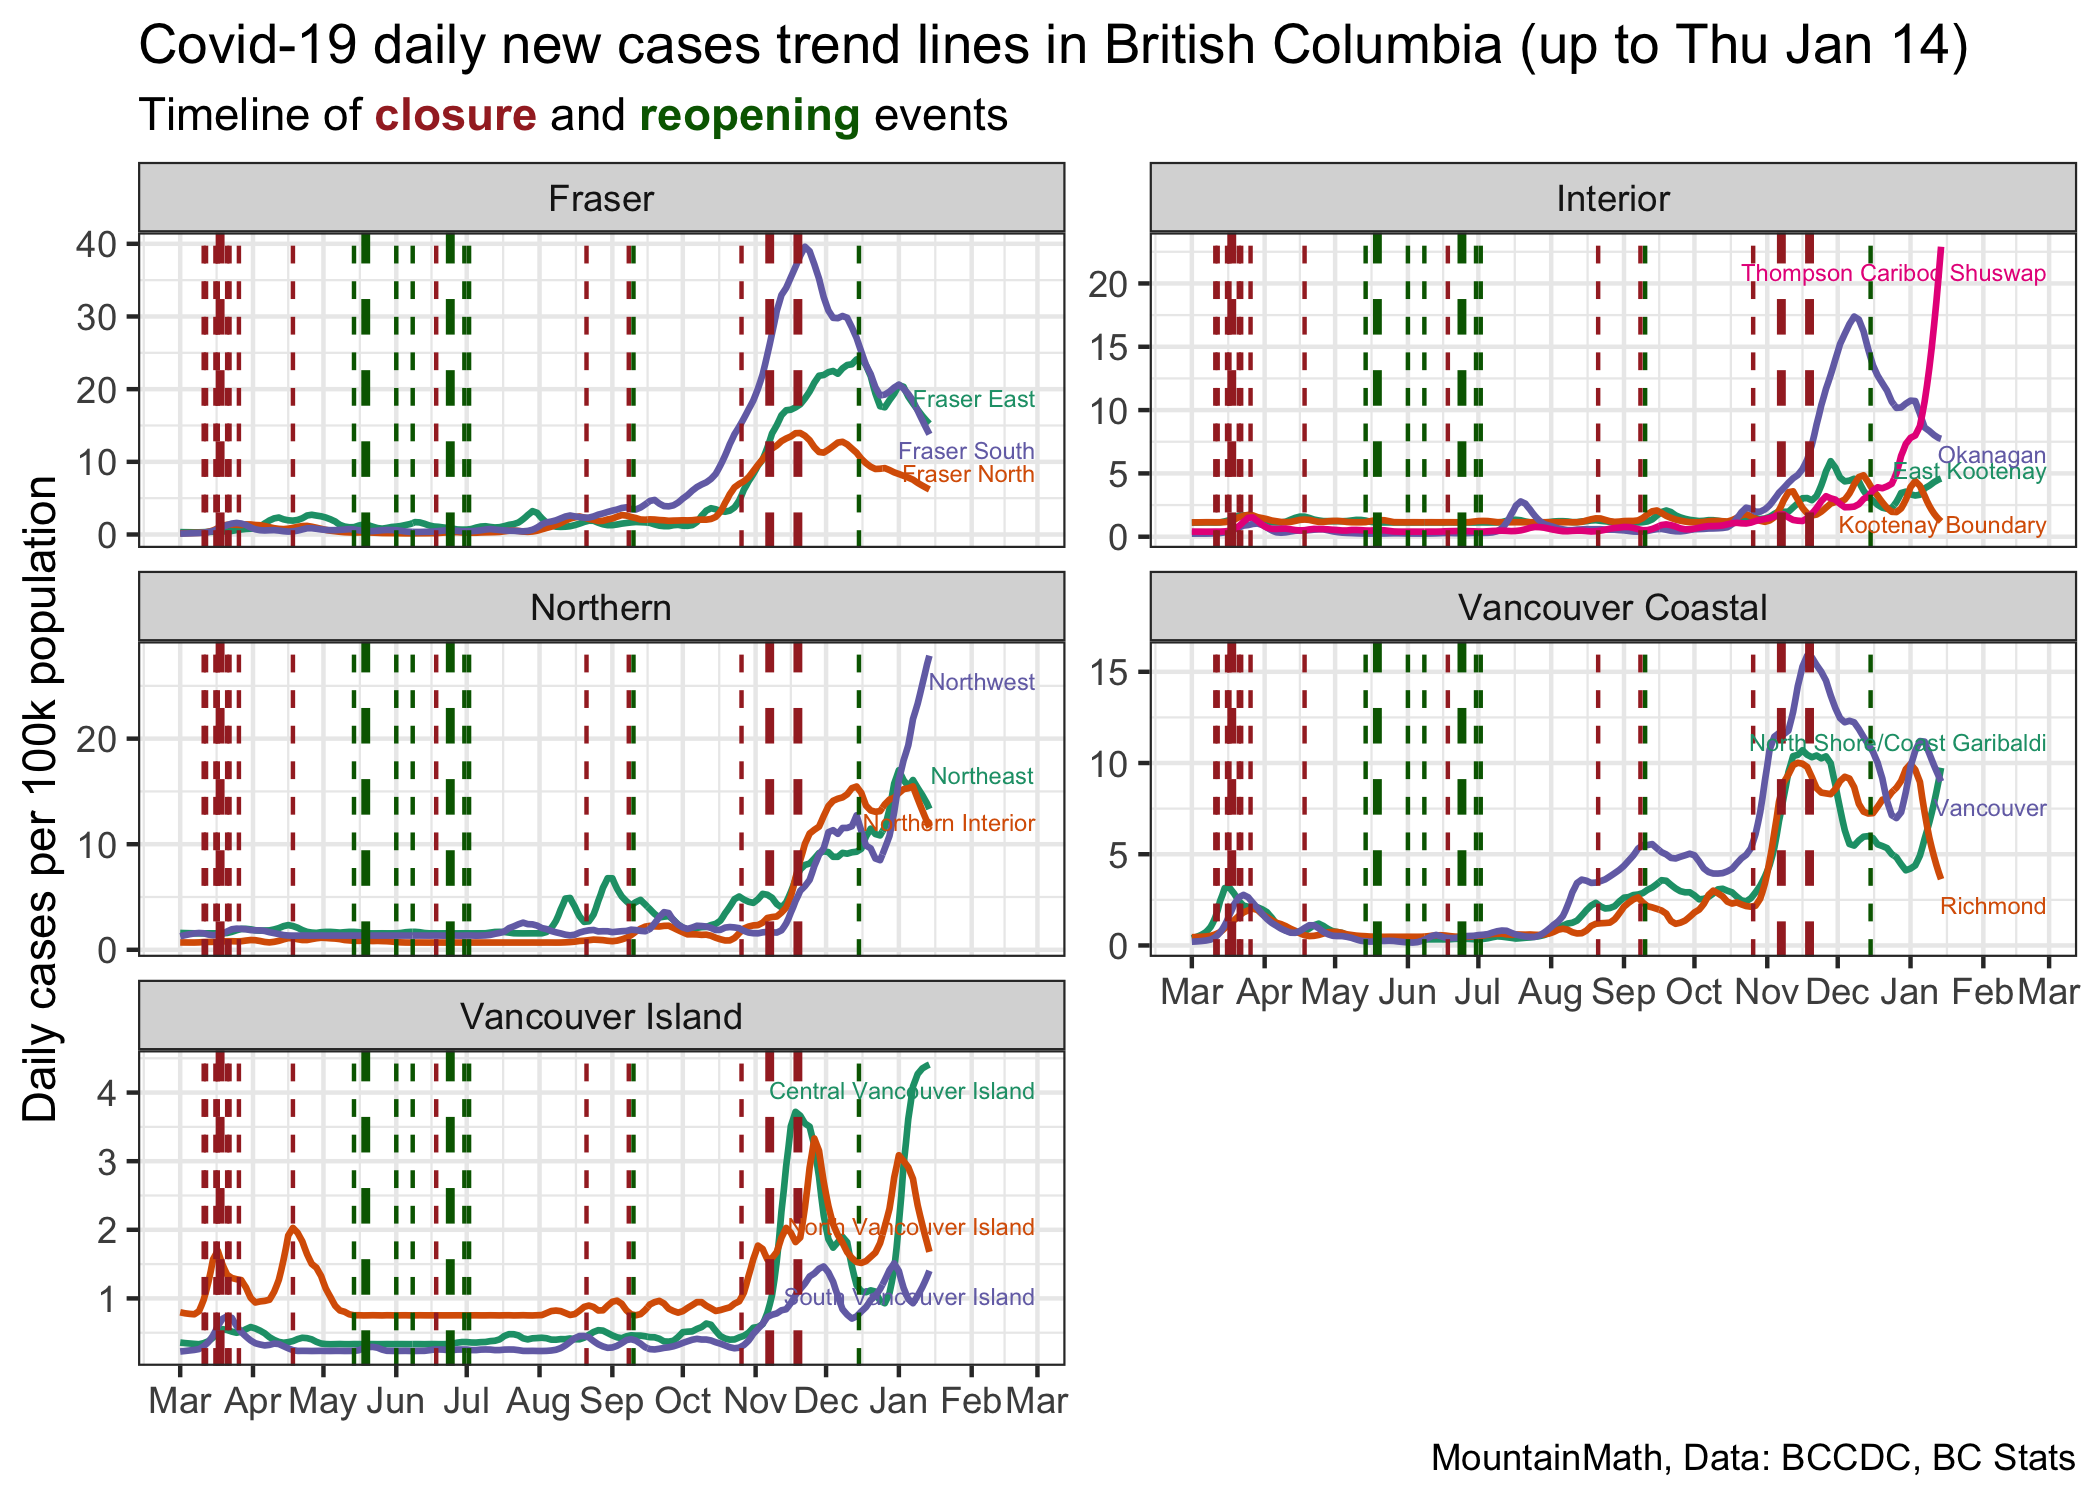 Covid-19 daily new cases trend lines in British Columbia (up to Thu Jan 14)
Timeline of closure and reopening events
Daily cases per 100k population
Fraser
40
30
20
10
0
Fraser East
Fraser South
Fraser North
Interior
20
15
10
5
0
Thompson Cariboo Shuswap
Okanagan
East Kootenay
Kootenay Boundary
Northern
20
10
0
Northwest
Northeast
Northern Interior
Vancouver Coastal
15
10
5
0
North Shore/Coast Garibaldi
Vancouver
Richmond
Mar Apr May Jun Jul Aug Sep Oct Nov Dec Jan Feb Mar
Vancouver Island
4
3
2
1
Central Vancouver Island
North Vancouver Island
South Vancouver Island
Mar Apr May Jun Jul Aug Sep Oct Nov Dec Jan Feb Mar
MountainMath, Data: BCCDC, BC Stats